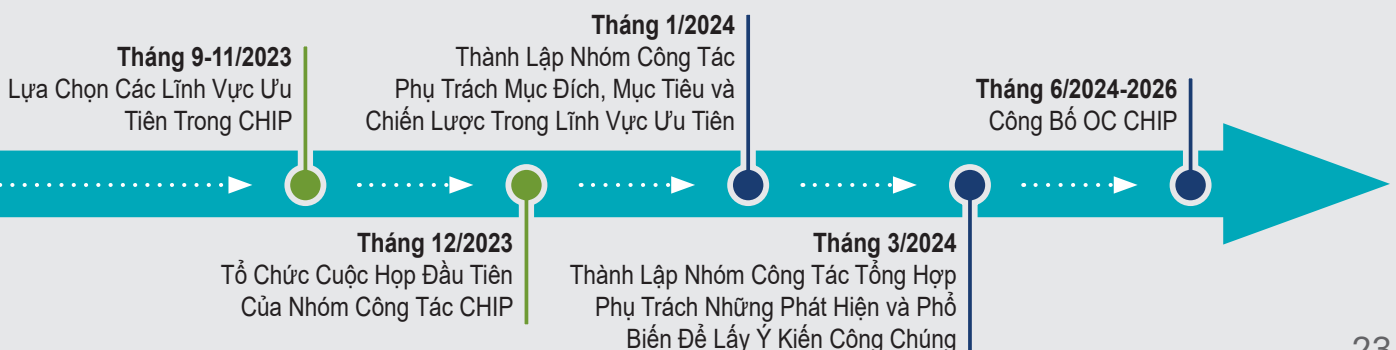 Tháng 9-11/2023
Lựa Chọn Các Lĩnh Vực Ưu
Tiên Trong CHIP
Tháng 12/2023
Tổ Chức Cuộc Họp Đầu Tiên
Của Nhóm Công Tác CHIP
Tháng 1/2024
Thành Lập Nhóm Công Tác
Phụ Trách Mục Đích, Mục Tiêu và
Chiến Lược Trong Lĩnh Vực Ưu Tiên
Tháng 3/2024
Thành Lập Nhóm Công Tác Tổng Hợp
Phụ Trách Những Phát Hiện và Phổ
Biến Để Lấy Ý Kiến Công Chúng
Tháng 6/2024-2026
Công Bố OC CHIP
23